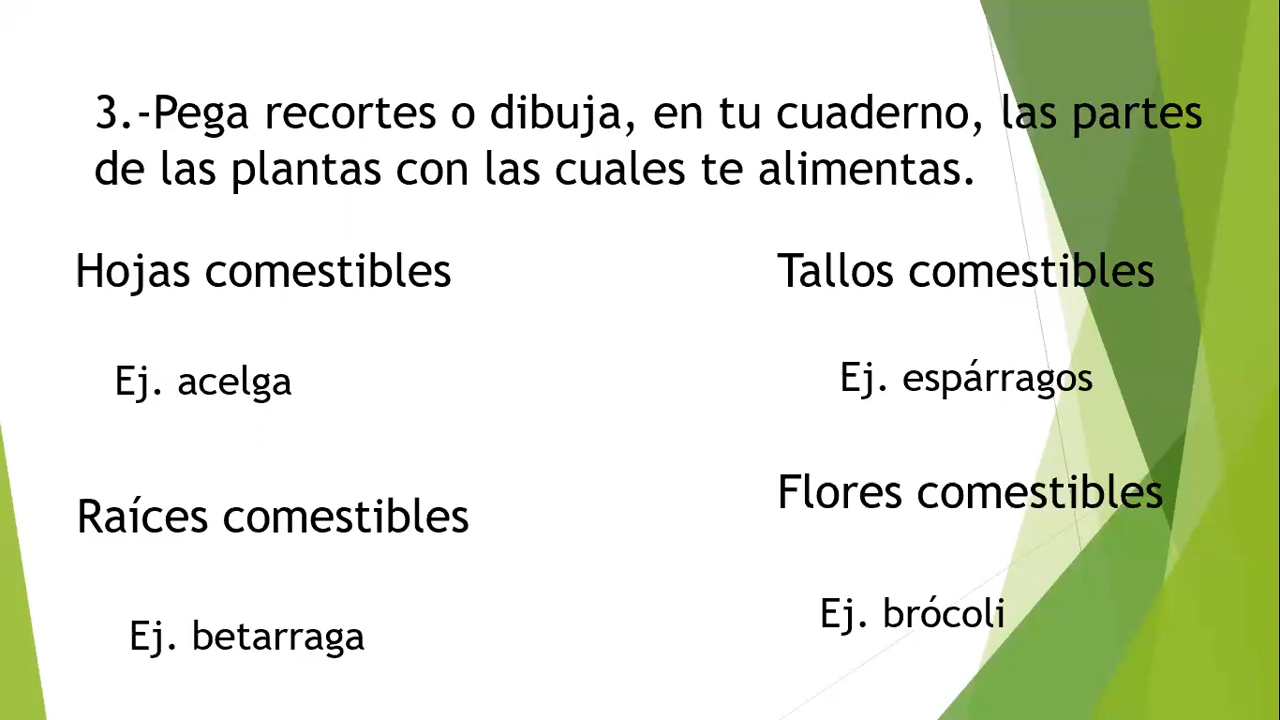 3.-Pega recortes o dibuja, en tu cuaderno, las partes
de las plantas con las cuales te alimentas.
Hojas comestibles
Tallos comestibles
Ej. acelga
Ej. espárragos
Raíces comestibles
Flores comestibles
Ej. betarraga
Ej. brócoli